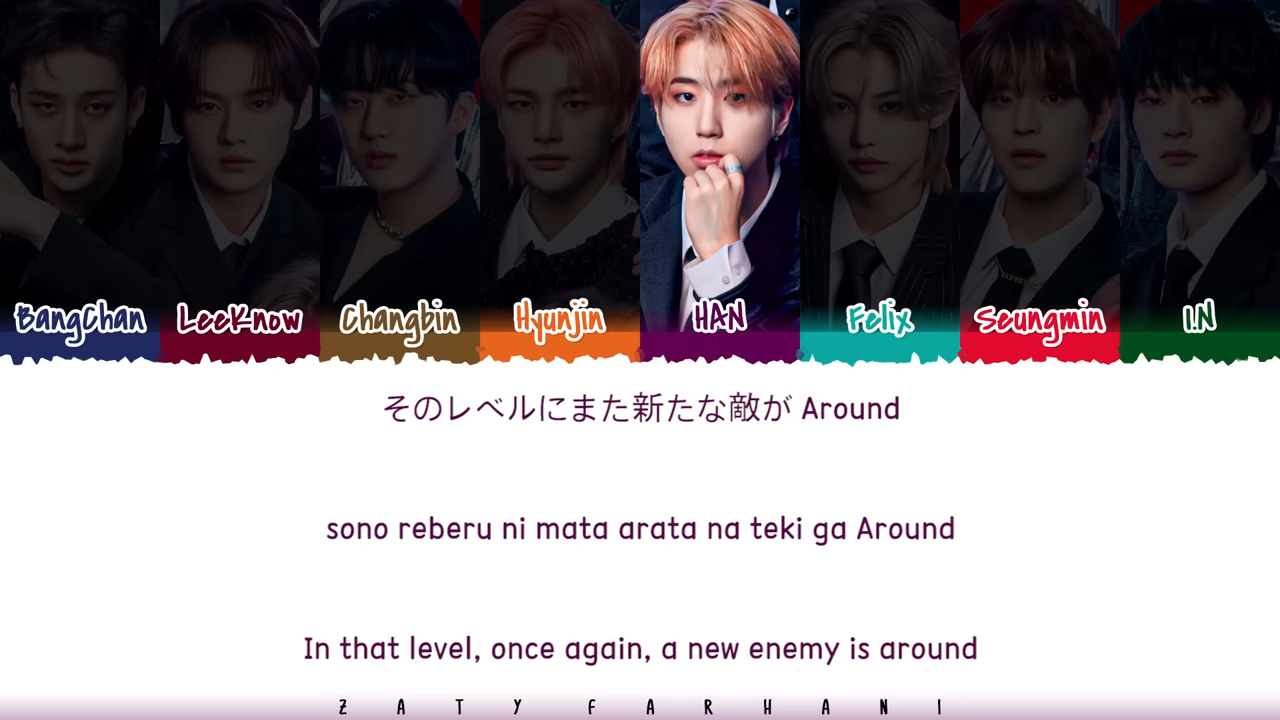 BangChan LeeKnow Changbin Hyunjin HAN Felix Seungmin I.N
そのレベルにまた新たな敵が Around
sono reberu ni mata arata na teki ga Around
In that level, once again, a new enemy is around
ZATY FARHANI